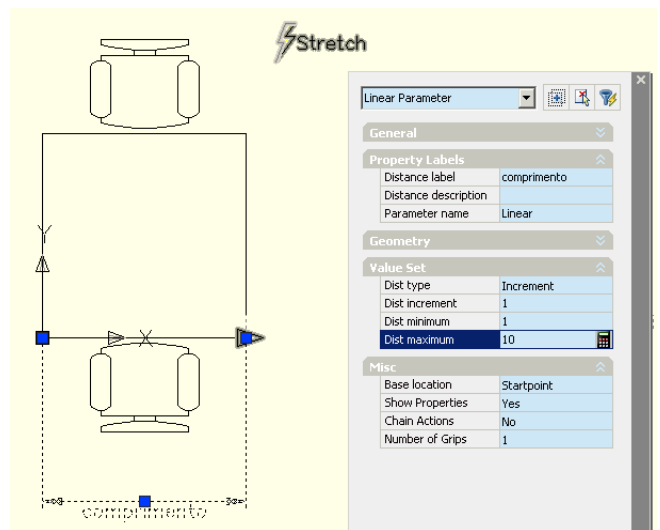 Stretch
Linear Parameter
General
Property Labels
Distance label comprimento
Distance description
Parameter name Linear
Geometry
Value Set
Dist type Increment
Dist increment 1
Dist minimum 1
Dist maximum 10
Misc
Base location Startpoint
Show Properties Yes
Chain Actions No
Number of Grips 1
Y
X
comprimento